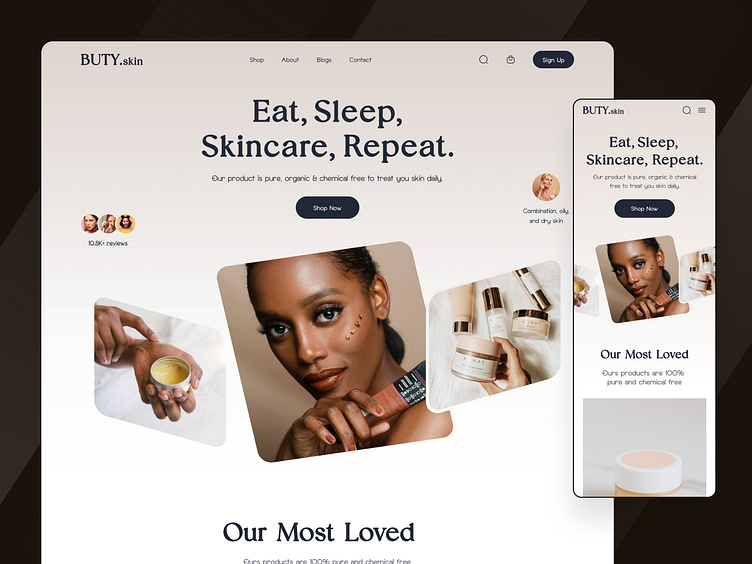 BUTY.skin
Shop About Blogs Contact
Sign Up
Eat, Sleep,
Skincare, Repeat.
Our product is pure, organic & chemical free to treat you skin daily.
Shop Now
10.8K+ reviews
Combination, oily,
and dry skin
Our Most Loved
Ours products are 100% pure and chemical free
BUTY.skin
Eat, Sleep,
Skincare, Repeat.
Our product is pure, organic & chemical
free to treat you skin daily.
Shop Now
Our Most Loved
Ours products are 100%
pure and chemical free